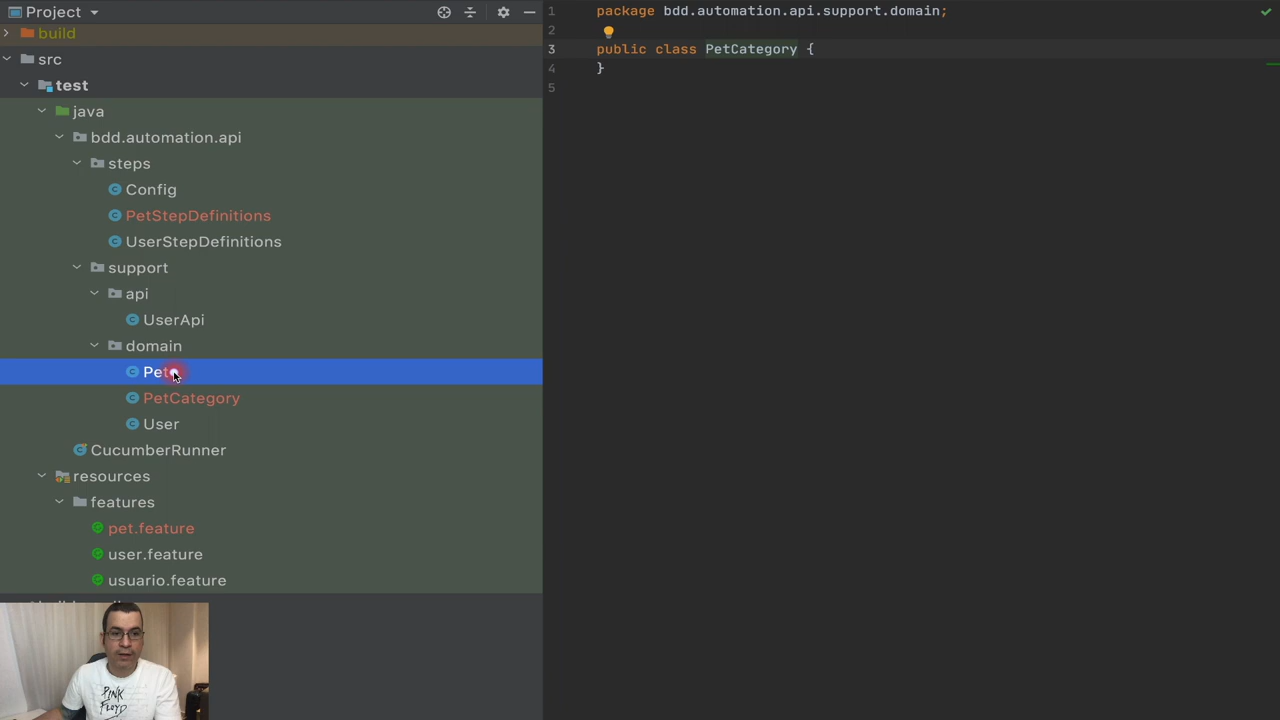 Project
build
src
test
java
bdd.automation.api
steps
Config
PetStepDefinitions
UserStepDefinitions
support
api
UserApi
domain
Pet
PetCategory
User
CucumberRunner
resources
features
pet.feature
user.feature
usuario.feature
1 package bdd.automation.api.support.domain;
2
3 public class PetCategory {
4 }
5
PINK
FLOYD